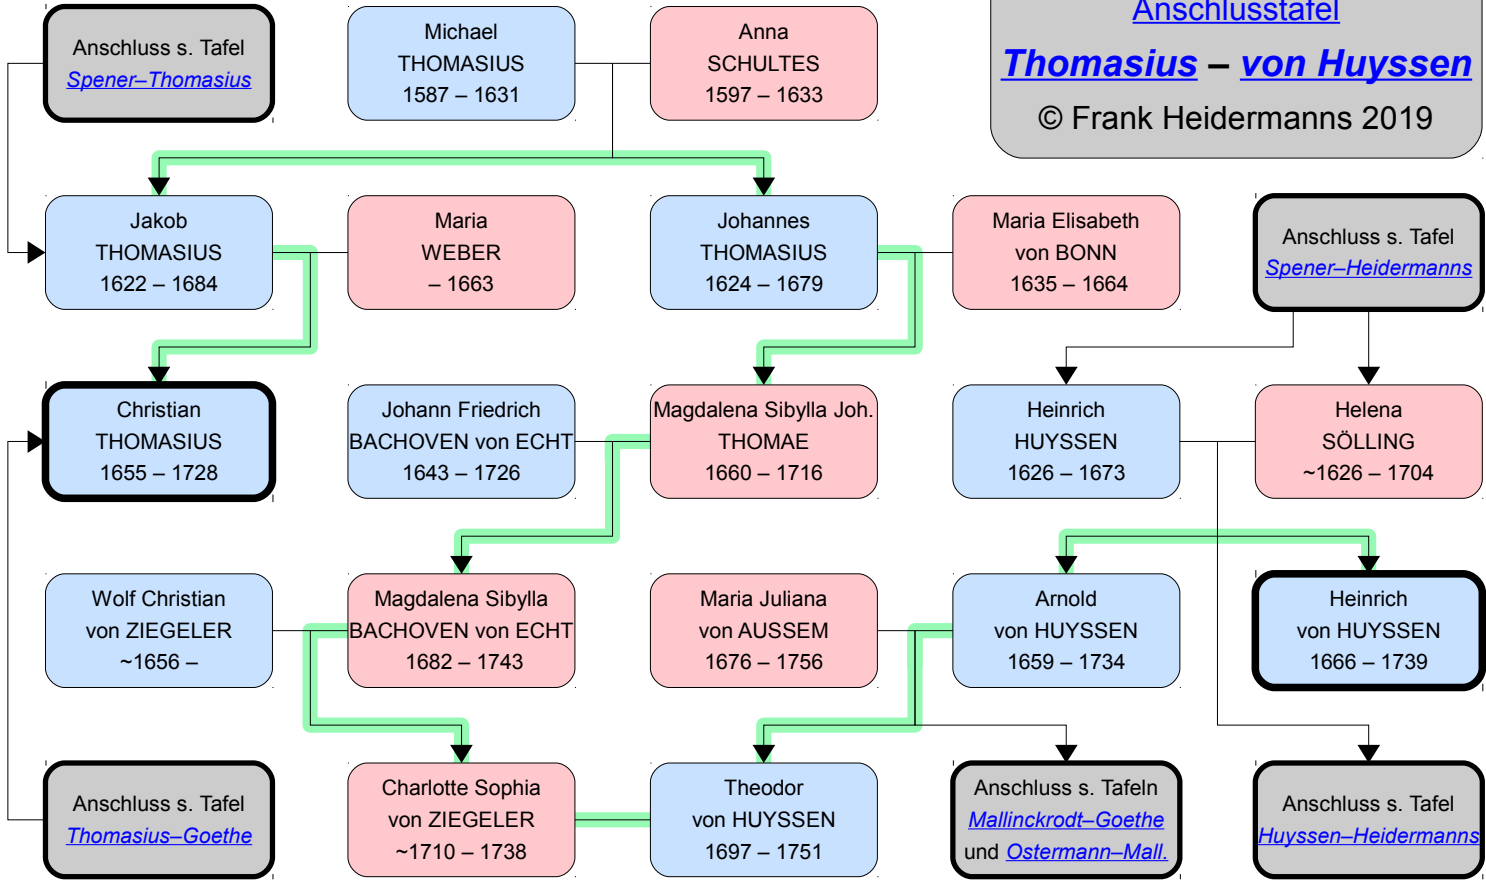 Anschluss s. Tafel
Spener–Thomasius
Michael
THOMASIUS
1587 – 1631
Anna
SCHULTES
1597 – 1633
Anschlusstafel
Thomasius – von Huyssen
© Frank Heidermanns 2019
Jakob
THOMASIUS
1622 – 1684
Maria
WEBER
– 1663
Johannes
THOMASIUS
1624 – 1679
Maria Elisabeth
von BONN
1635 – 1664
Anschluss s. Tafel
Spener–Heidermanns
Christian
THOMASIUS
1655 – 1728
Johann Friedrich
BACHOVEN von ECHT
1643 – 1726
Magdalena Sibylla Joh.
THOMAE
1660 – 1716
Heinrich
HUYSSEN
1626 – 1673
Helena
SÖLLING
~1626 – 1704
Wolf Christian
von ZIEGELER
~1656 –
Magdalena Sibylla
BACHOVEN von ECHT
1682 – 1743
Maria Juliana
von AUSSEM
1676 – 1756
Arnold
von HUYSSEN
1659 – 1734
Heinrich
von HUYSSEN
1666 – 1739
Anschluss s. Tafel
Thomasius–Goethe
Charlotte Sophia
von ZIEGELER
~1710 – 1738
Theodor
von HUYSSEN
1697 – 1751
Anschluss s. Tafeln
Mallinckrodt–Goethe
und Ostermann–Mall.
Anschluss s. Tafel
Huyssen–Heidermanns